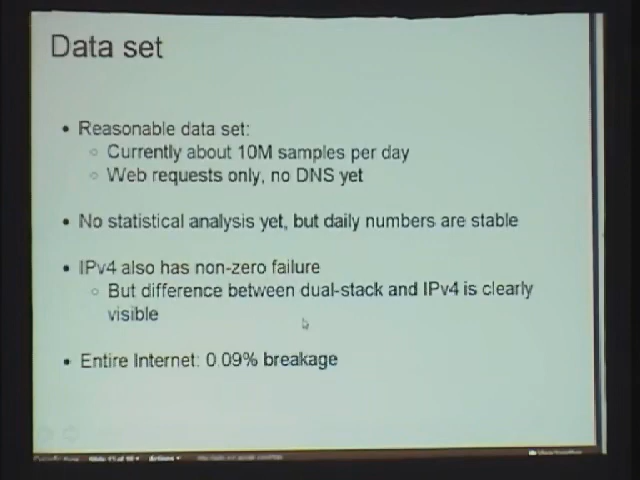 Data set
• Reasonable data set:
○ Currently about 10M samples per day
○ Web requests only, no DNS yet
• No statistical analysis yet, but daily numbers are stable
• IPv4 also has non-zero failure
○ But difference between dual-stack and IPv4 is clearly
visible
• Entire Internet: 0.09% breakage
Actions